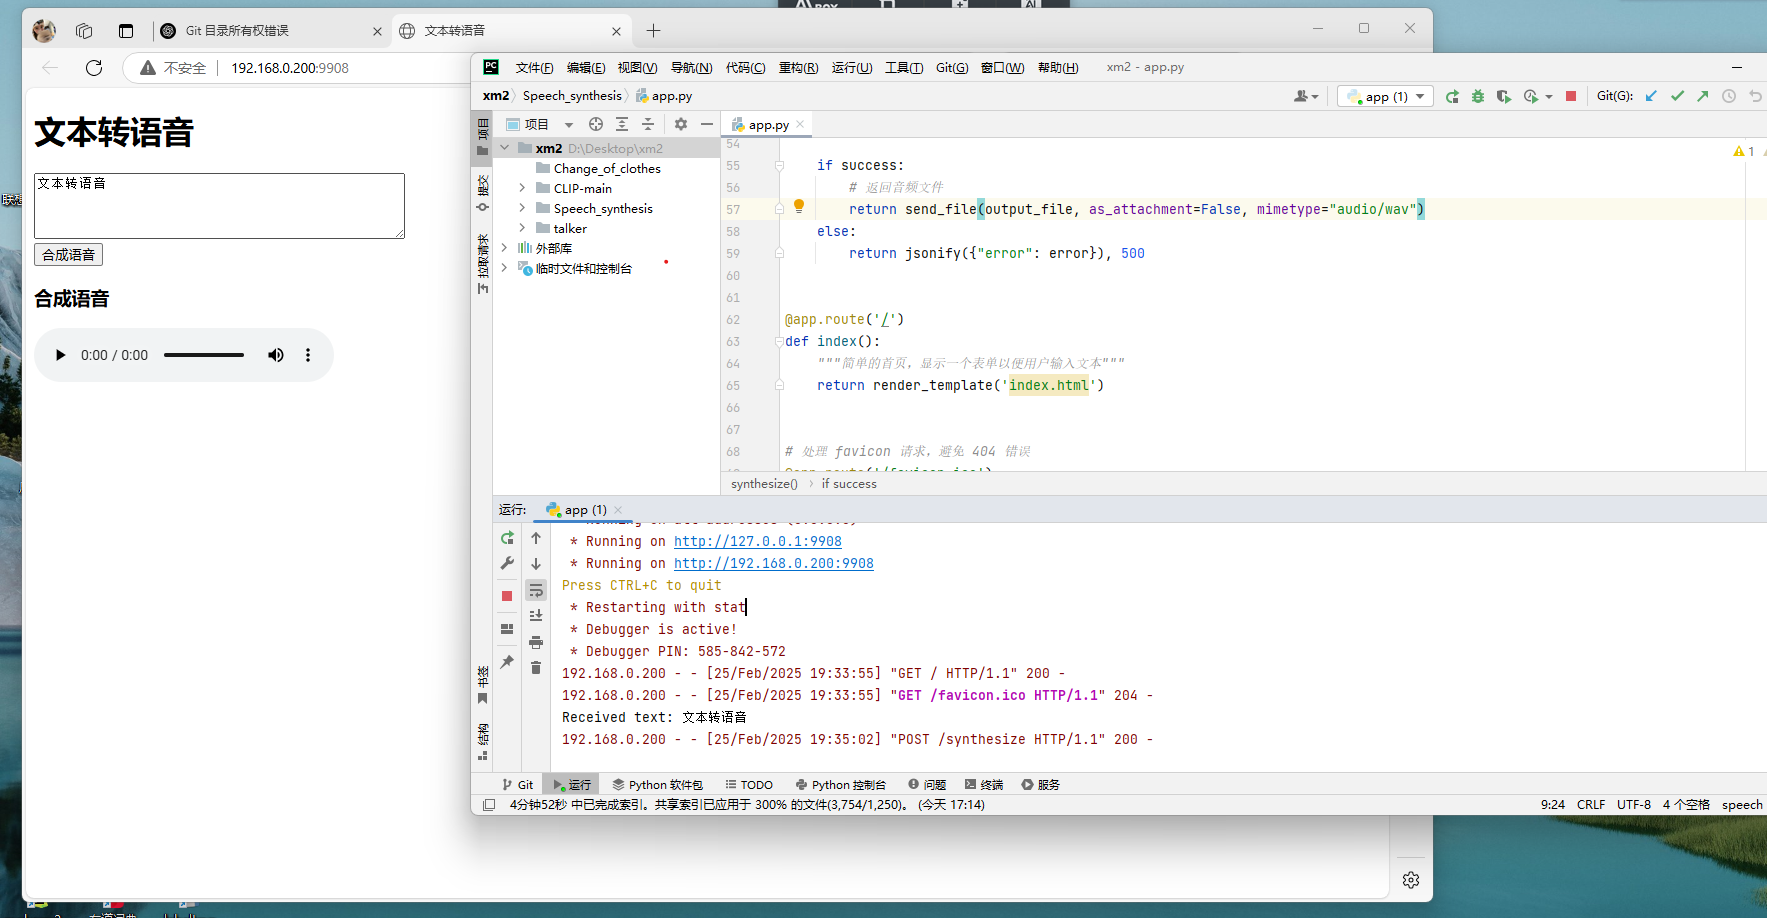 Git 目录所有权错误
文本转语音
不安全
192.168.0.200:9908
文本转语音
文本转语音
合成语音
合成语音
0:00 / 0:00
PC
文件(F)
编辑(E)
视图(V)
导航(N)
代码(C)
重构(R)
运行(U)
工具(T)
Git(G)
窗口(W)
帮助(H)
xm2 - app.py
xm2
Speech_synthesis
app.py
app (1)
Git(G):
项目
提交
拉取请求
书签
结构
项目
xm2 D:\Desktop\xm2
Change_of_clothes
CLIP-main
Speech_synthesis
talker
外部库
临时文件和控制台
app.py
1
54
55 if success:
56 # 返回音频文件
57 return send_file(output_file, as_attachment=False, mimetype="audio/wav")
58 else:
59 return jsonify({"error": error}), 500
60
61
62 @app.route('/')
63 def index():
64 """简单的首页，显示一个表单以便用户输入文本"""
65 return render_template('index.html')
66
67
68 # 处理 favicon 请求，避免 404 错误
synthesize()
if success
运行:
app (1)
* Running on http://127.0.0.1:9908
* Running on http://192.168.0.200:9908
Press CTRL+C to quit
* Restarting with stat
* Debugger is active!
* Debugger PIN: 585-842-572
192.168.0.200 - - [25/Feb/2025 19:33:55] "GET / HTTP/1.1" 200 -
192.168.0.200 - - [25/Feb/2025 19:33:55] "GET /favicon.ico HTTP/1.1" 204 -
Received text: 文本转语音
192.168.0.200 - - [25/Feb/2025 19:35:02] "POST /synthesize HTTP/1.1" 200 -
Git
运行
Python 软件包
TODO
Python 控制台
问题
终端
服务
4分钟52秒 中已完成索引。共享索引已应用于 300% 的文件(3,754/1,250)。 (今天 17:14)
9:24
CRLF
UTF-8
4 个空格
speech